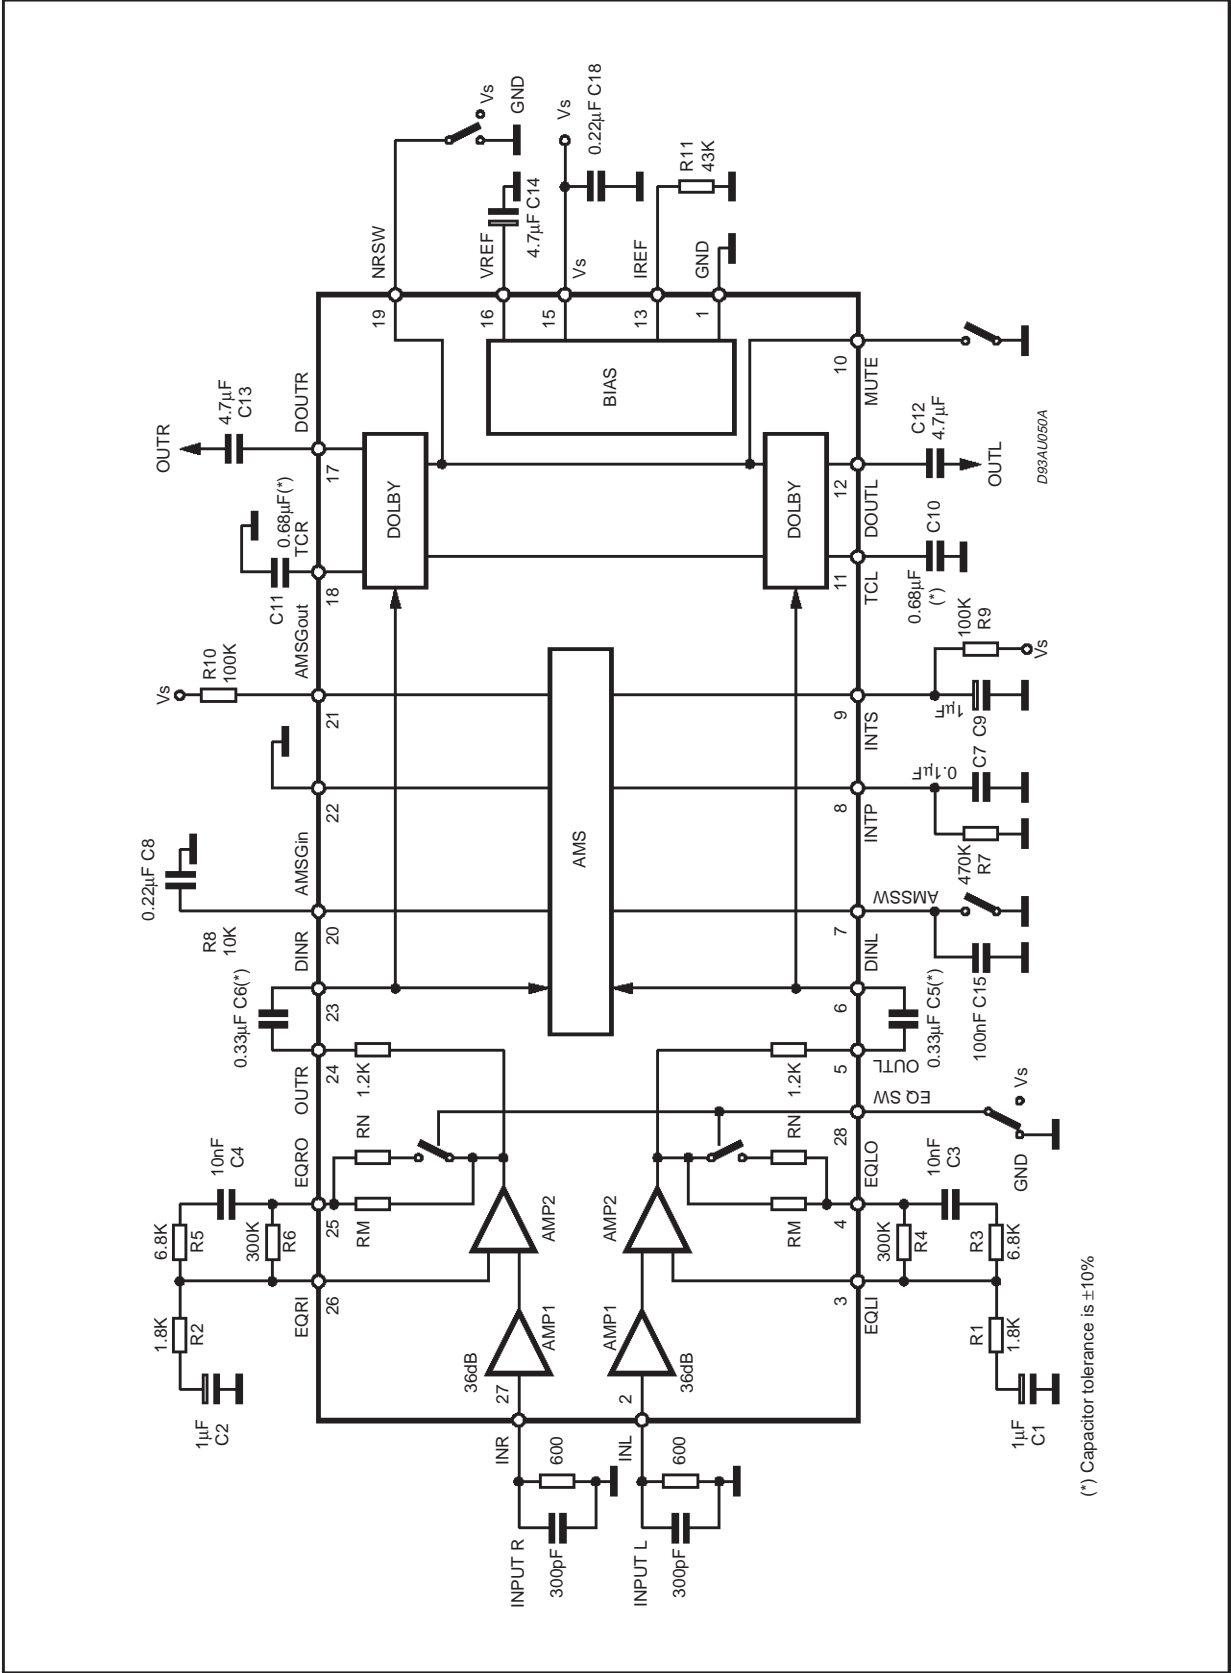 OUTR
4.7µF
C13
DOUTR
17
C11
0.68µF(*)
TCR
18
AMSGout
Vs
R10
100K
21
22
0.22µF C8
AMSGin
R8
10K
20
DINR
0.33µF C6(*)
23
OUTR
24
1.2K
10nF
C4
EQRO
25
RN
RM
6.8K
R5
300K
R6
EQRI
26
1.8K
R2
1µF
C2
NRSW
19
Vs
GND
VREF
16
4.7µF C14
Vs
15
Vs
0.22µF C18
IREF
13
R11
43K
GND
1
BIAS
DOLBY
DOLBY
AMS
AMP2
AMP1
36dB
27
INR
600
INPUT R
300pF
AMP2
AMP1
36dB
2
INL
600
INPUT L
300pF
10
MUTE
12
DOUTL
C12
4.7µF
OUTL
11
TCL
0.68µF
(*)
C10
9
INTS
1µF
C9
100K
R9
Vs
8
INTP
0.1µF
C7
470K
R7
7
AMSSW
100nF C15
DINL
6
0.33µF C5(*)
5
OUTL
1.2K
EQ SW
28
GND
Vs
RN
RM
EQLO
4
10nF
C3
300K
R4
R3
6.8K
3
EQLI
R1
1.8K
1µF
C1
D93AU050A
(*) Capacitor tolerance is ±10%